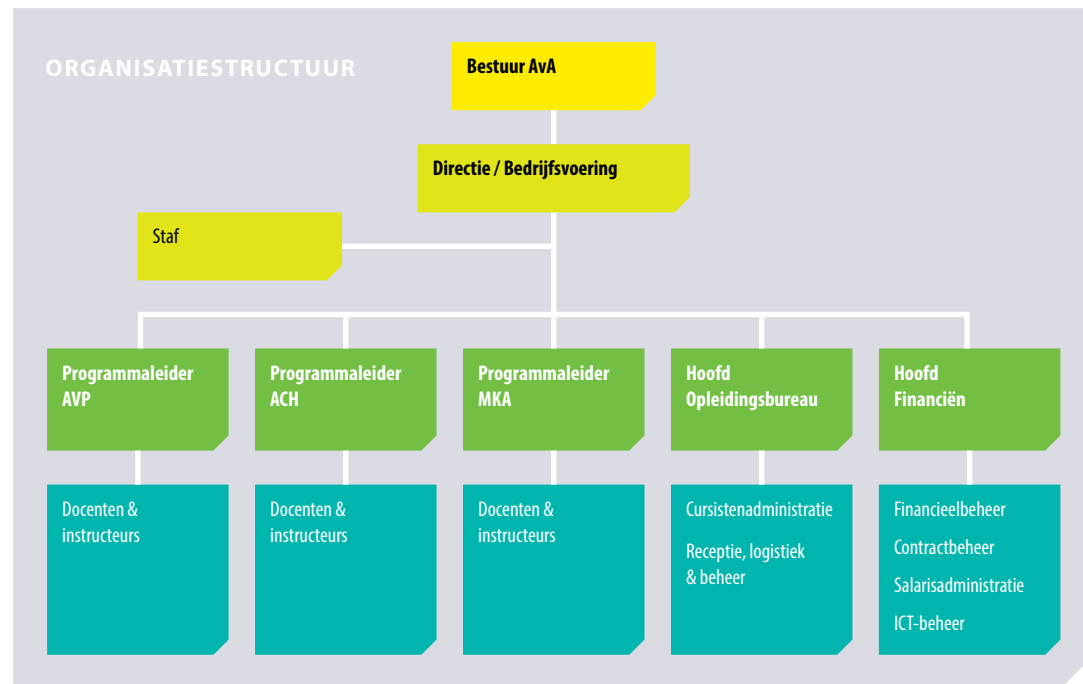 ORGANISATIESTRUCTUUR
Bestuur AvA
Directie / Bedrijfsvoering
Staf
Programmaleider
AVP
Programmaleider
ACH
Programmaleider
MKA
Hoofd
Opleidingsbureau
Hoofd
Financiën
Docenten &
instructeurs
Docenten &
instructeurs
Docenten &
instructeurs
Cursistenadministratie
Receptie, logistiek
& beheer
Financieelbeheer
Contractbeheer
Salarisadministratie
ICT-beheer